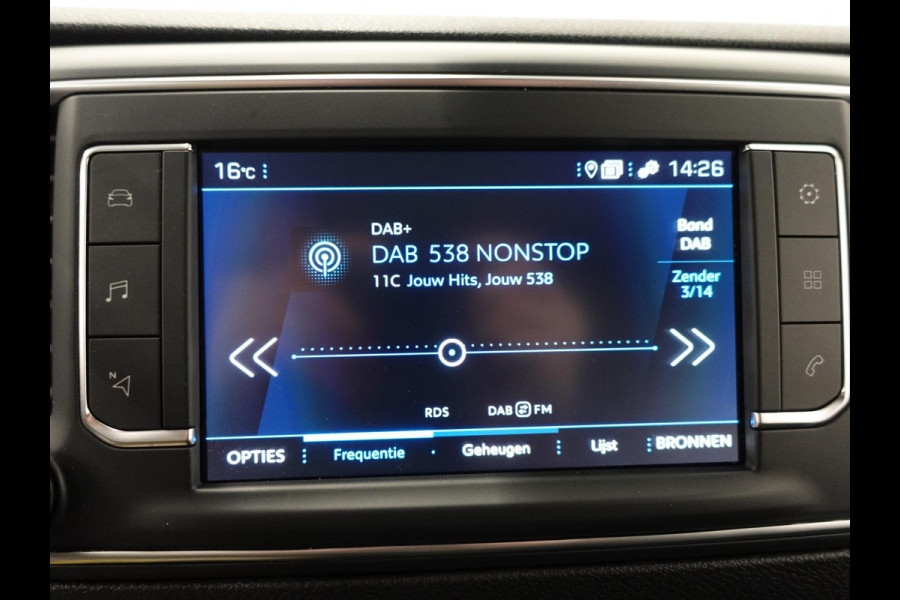 16°C 14:26
DAB+
DAB 538 NONSTOP
11C Jouw Hits, Jouw 538
Band
DAB
Zender
3/14
RDS DAB FM
OPTIES Frequentie Geheugen Lijst BRONNEN
N